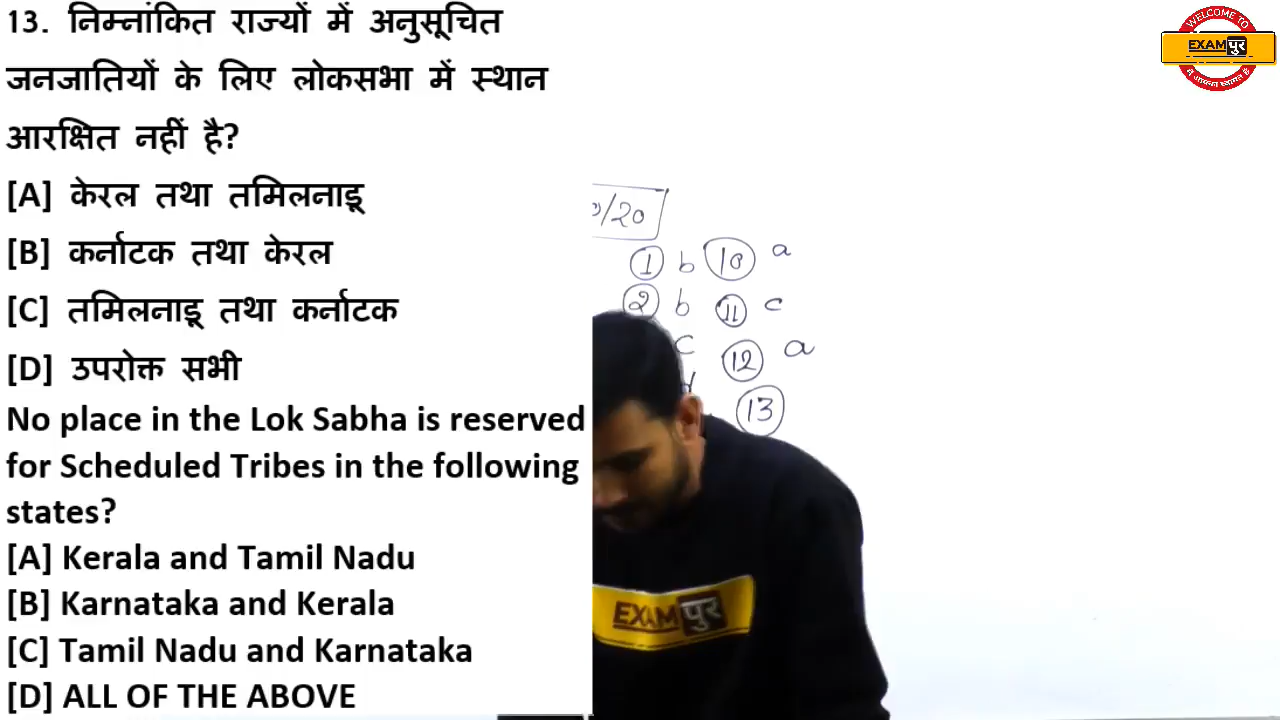 13. निम्नांकित राज्यों में अनुसूचित
जनजातियों के लिए लोकसभा में स्थान
आरक्षित नहीं है?
[A] केरल तथा तमिलनाडू
[B] कर्नाटक तथा केरल
[C] तमिलनाडू तथा कर्नाटक
[D] उपरोक्त सभी
No place in the Lok Sabha is reserved
for Scheduled Tribes in the following
states?
[A] Kerala and Tamil Nadu
[B] Karnataka and Kerala
[C] Tamil Nadu and Karnataka
[D] ALL OF THE ABOVE
WELCOME TO
EXAMपुर
/20
1 b 10 a
2 b 11 c
c 12 a
13
EXAMपुर